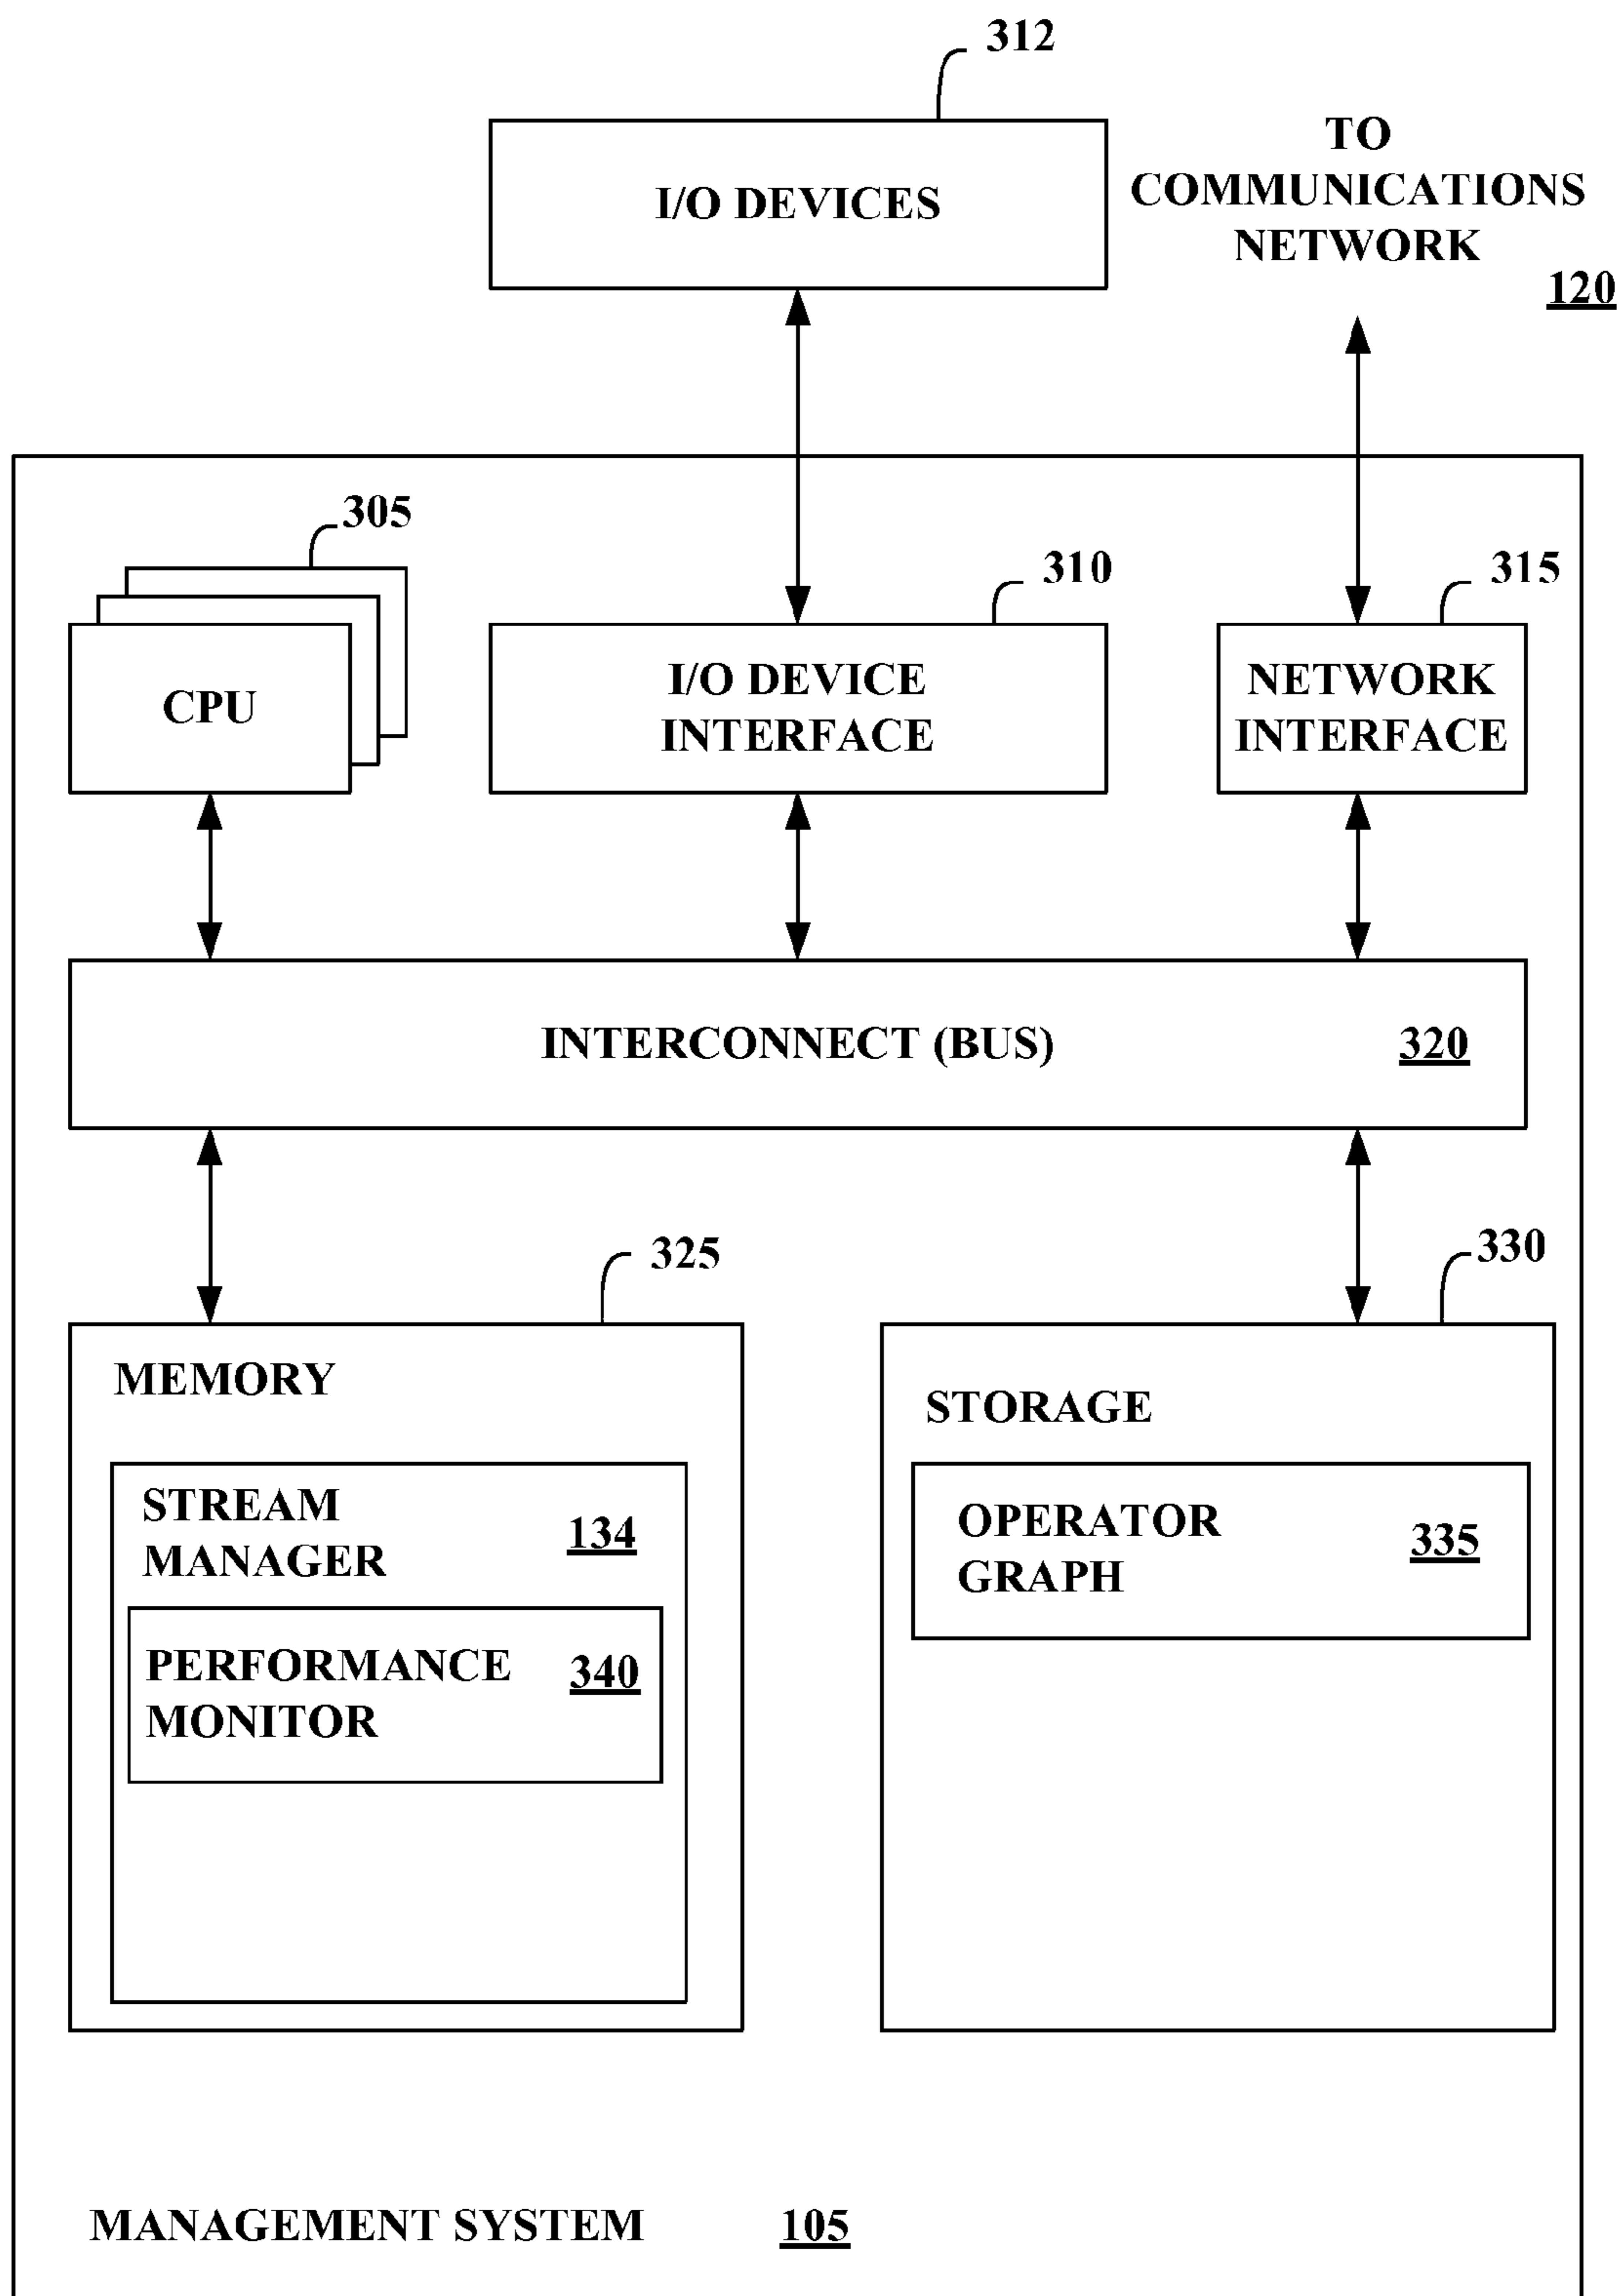 312
I/O DEVICES
TO
COMMUNICATIONS
NETWORK
120
305
310
315
CPU
I/O DEVICE
INTERFACE
NETWORK
INTERFACE
INTERCONNECT (BUS)
320
325
330
MEMORY
STREAM
MANAGER
134
PERFORMANCE
MONITOR
340
STORAGE
OPERATOR
GRAPH
335
MANAGEMENT SYSTEM
105